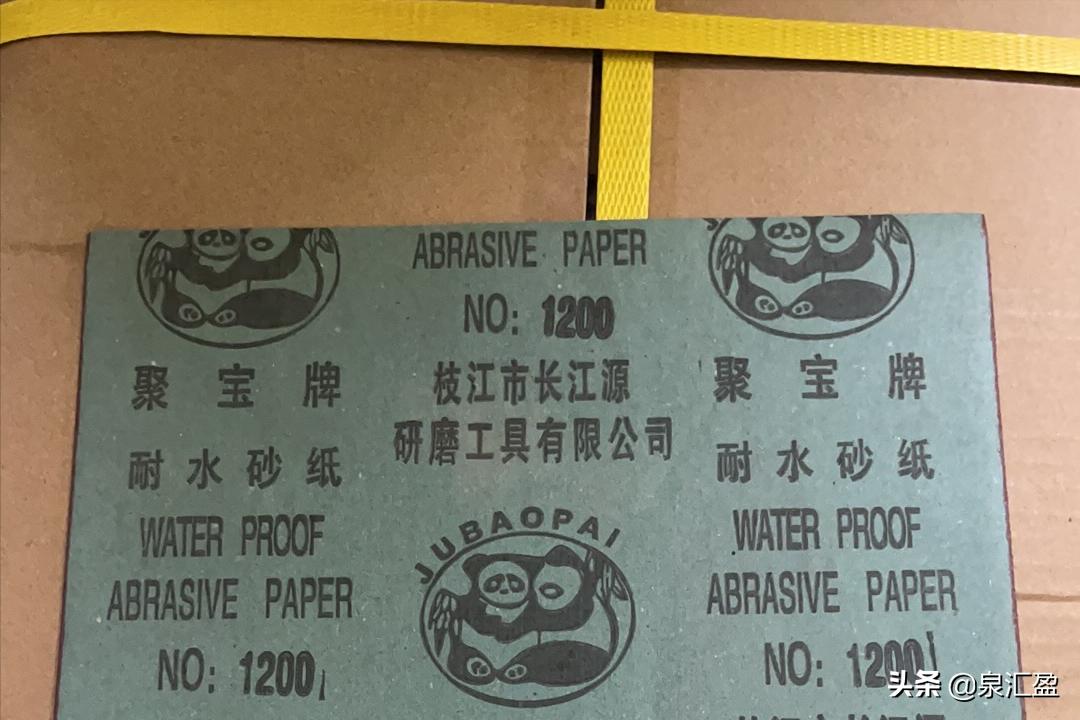 ABRASIVE PAPER
NO: 1200
枝江市长江源
研磨工具有限公司
JUBAOPAI
聚宝牌
耐水砂纸
WATER PROOF
ABRASIVE PAPER
NO: 1200
聚宝牌
耐水砂纸
WATER PROOF
ABRASIVE PAPER
NO: 1200
头条 @泉汇盈